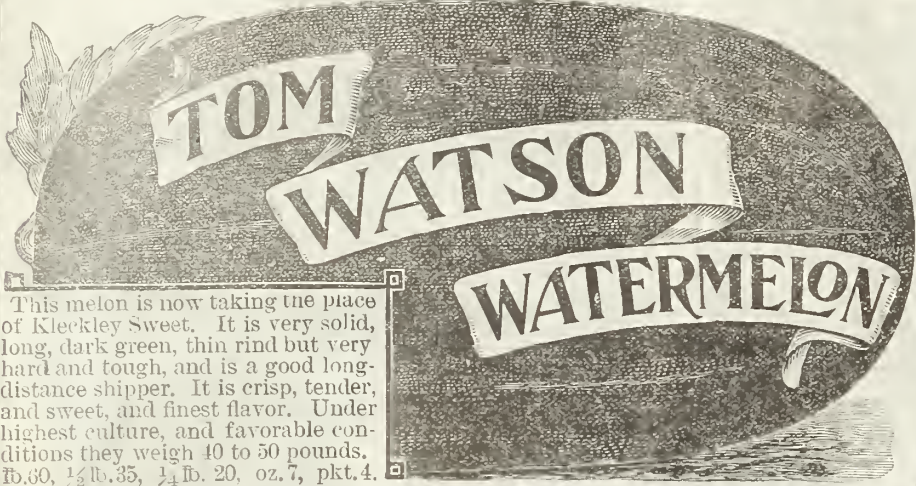 TOM
WATSON
WATERMELON
This melon is now taking the place
of Kleckley Sweet. It is very solid,
long, dark green, thin rind but very
hard and tough, and is a good long-
distance shipper. It is crisp, tender,
and sweet, and finest flavor. Under
highest culture, and favorable con-
ditions they weigh 40 to 50 pounds.
lb.60, ½ lb.35, ¼ lb. 20, oz. 7, pkt. 4.